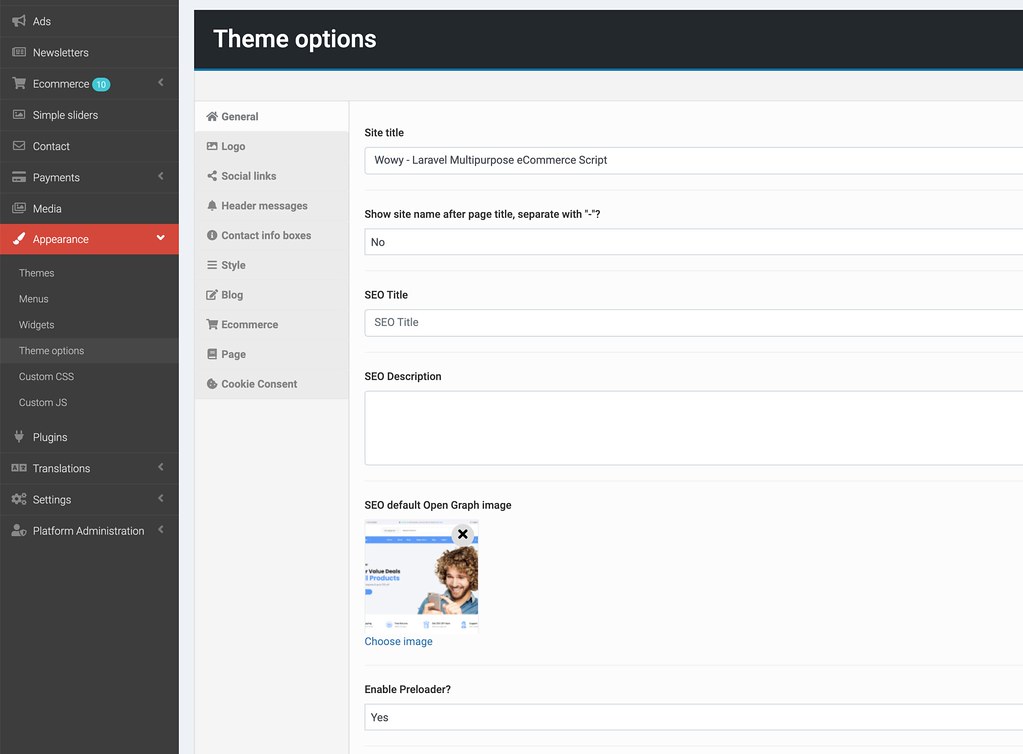 Ads
Newsletters
Ecommerce 10
Simple sliders
Contact
Payments
Media
Appearance
Themes
Menus
Widgets
Theme options
Custom CSS
Custom JS
Plugins
Translations
Settings
Platform Administration
Theme options
General
Logo
Social links
Header messages
Contact info boxes
Style
Blog
Ecommerce
Page
Cookie Consent
Site title
Wowy - Laravel Multipurpose eCommerce Script
Show site name after page title, separate with "-"?
No
SEO Title
SEO Title
SEO Description
SEO default Open Graph image
Value Deals
Products
Choose image
Enable Preloader?
Yes